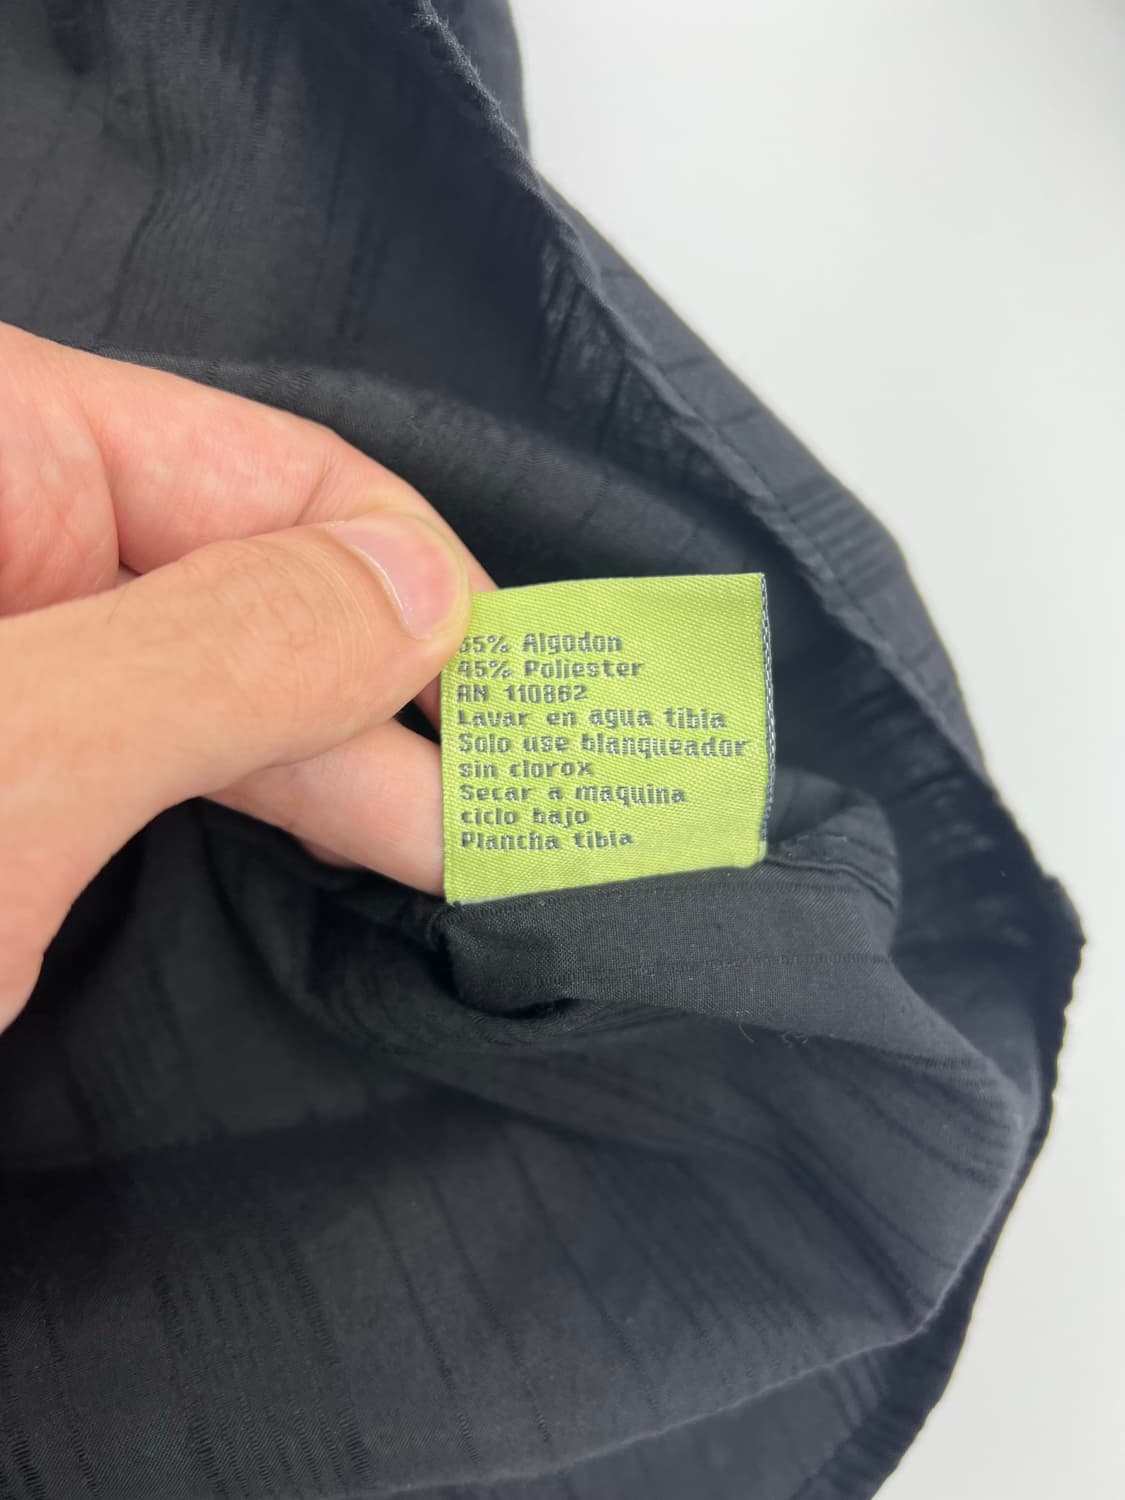 55% Algodon
45% Poliester
RN 110862
Lavar en agua tibia
Solo use blanqueador
sin clorox
Secar a maquina
ciclo bajo
Plancha tibia